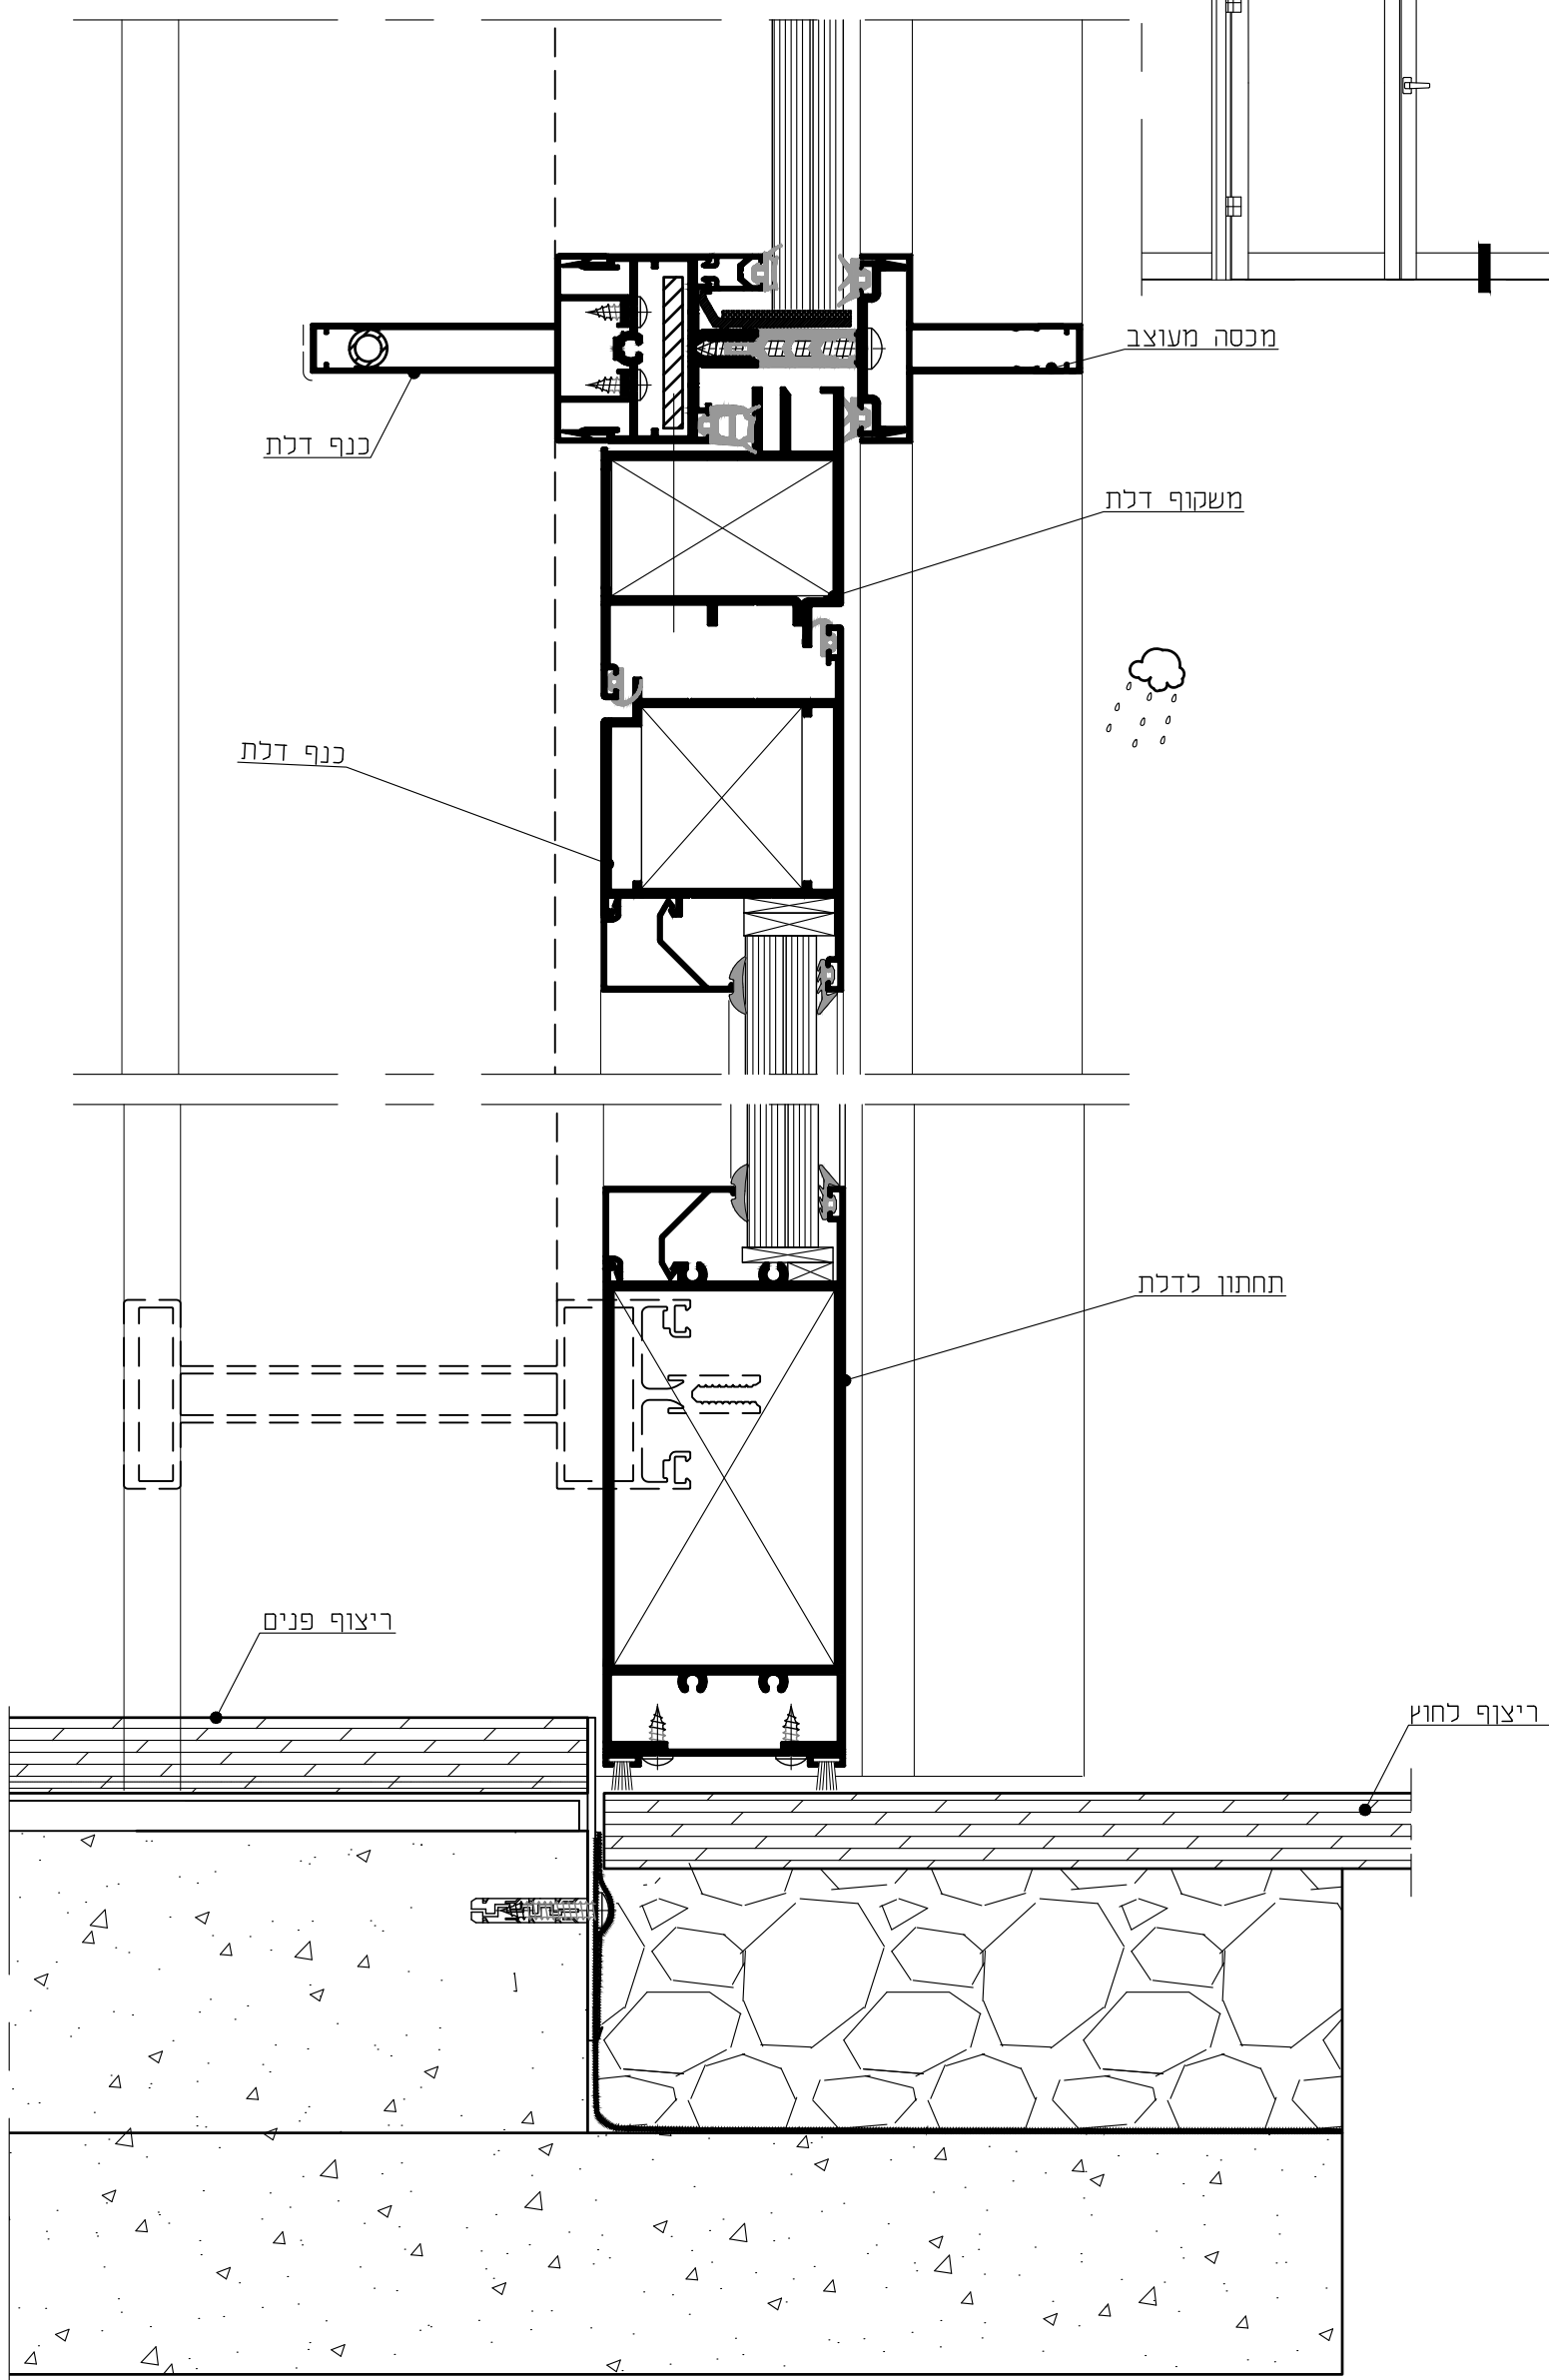 מכסה מעוצב
כנף דלת
משקוף דלת
כנף דלת
תחתון לדלת
ריצוף פנים
ריצוף לחוץ